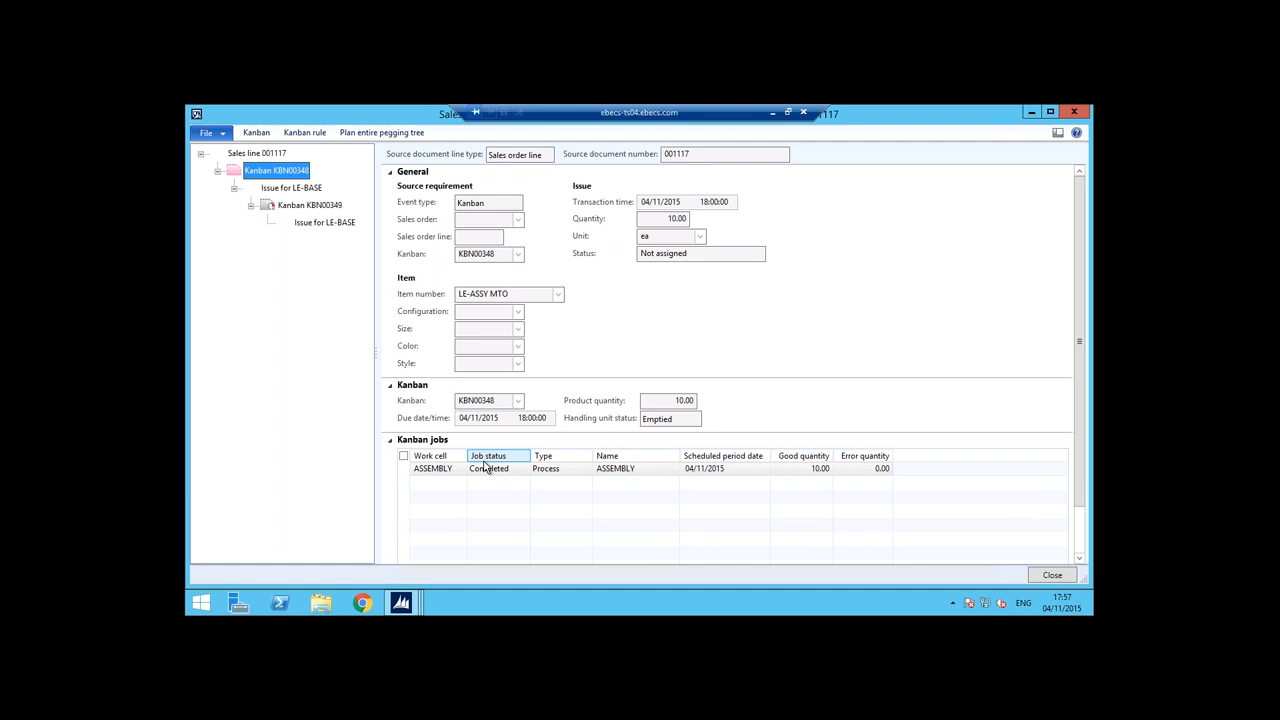 Sales
ebecs-ts04.ebecs.com
1117
File Kanban Kanban rule Plan entire pegging tree
Sales line 001117
Kanban KBN00348
Issue for LE-BASE
Kanban KBN00349
Issue for LE-BASE
Source document line type: Sales order line Source document number: 001117
General
Source requirement
Event type: Kanban
Sales order:
Sales order line:
Kanban: KBN00348
Issue
Transaction time: 04/11/2015 18:00:00
Quantity: 10.00
Unit: ea
Status: Not assigned
Item
Item number: LE-ASSY MTO
Configuration:
Size:
Color:
Style:
Kanban
Kanban: KBN00348 Product quantity: 10.00
Due date/time: 04/11/2015 18:00:00 Handling unit status: Emptied
Kanban jobs
Work cell Job status Type Name Scheduled period date Good quantity Error quantity
ASSEMBLY Completed Process ASSEMBLY 04/11/2015 10.00 0.00
Close
ENG
17:57
04/11/2015